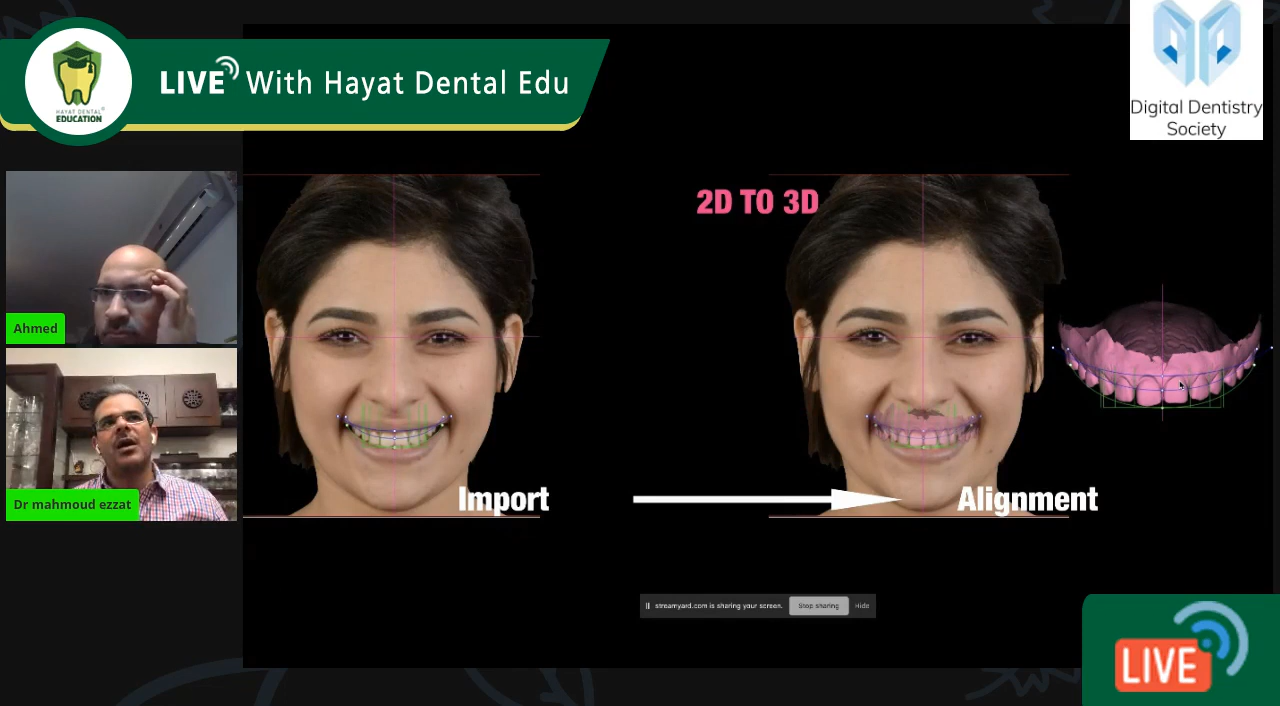 HAYAT DENTAL
EDUCATION
LIVE With Hayat Dental Edu
Digital Dentistry
Society
2D TO 3D
Ahmed
Dr mahmoud ezzat
Import
Alignment
streamyard.com is sharing your screen. Stop sharing Hide
LIVE